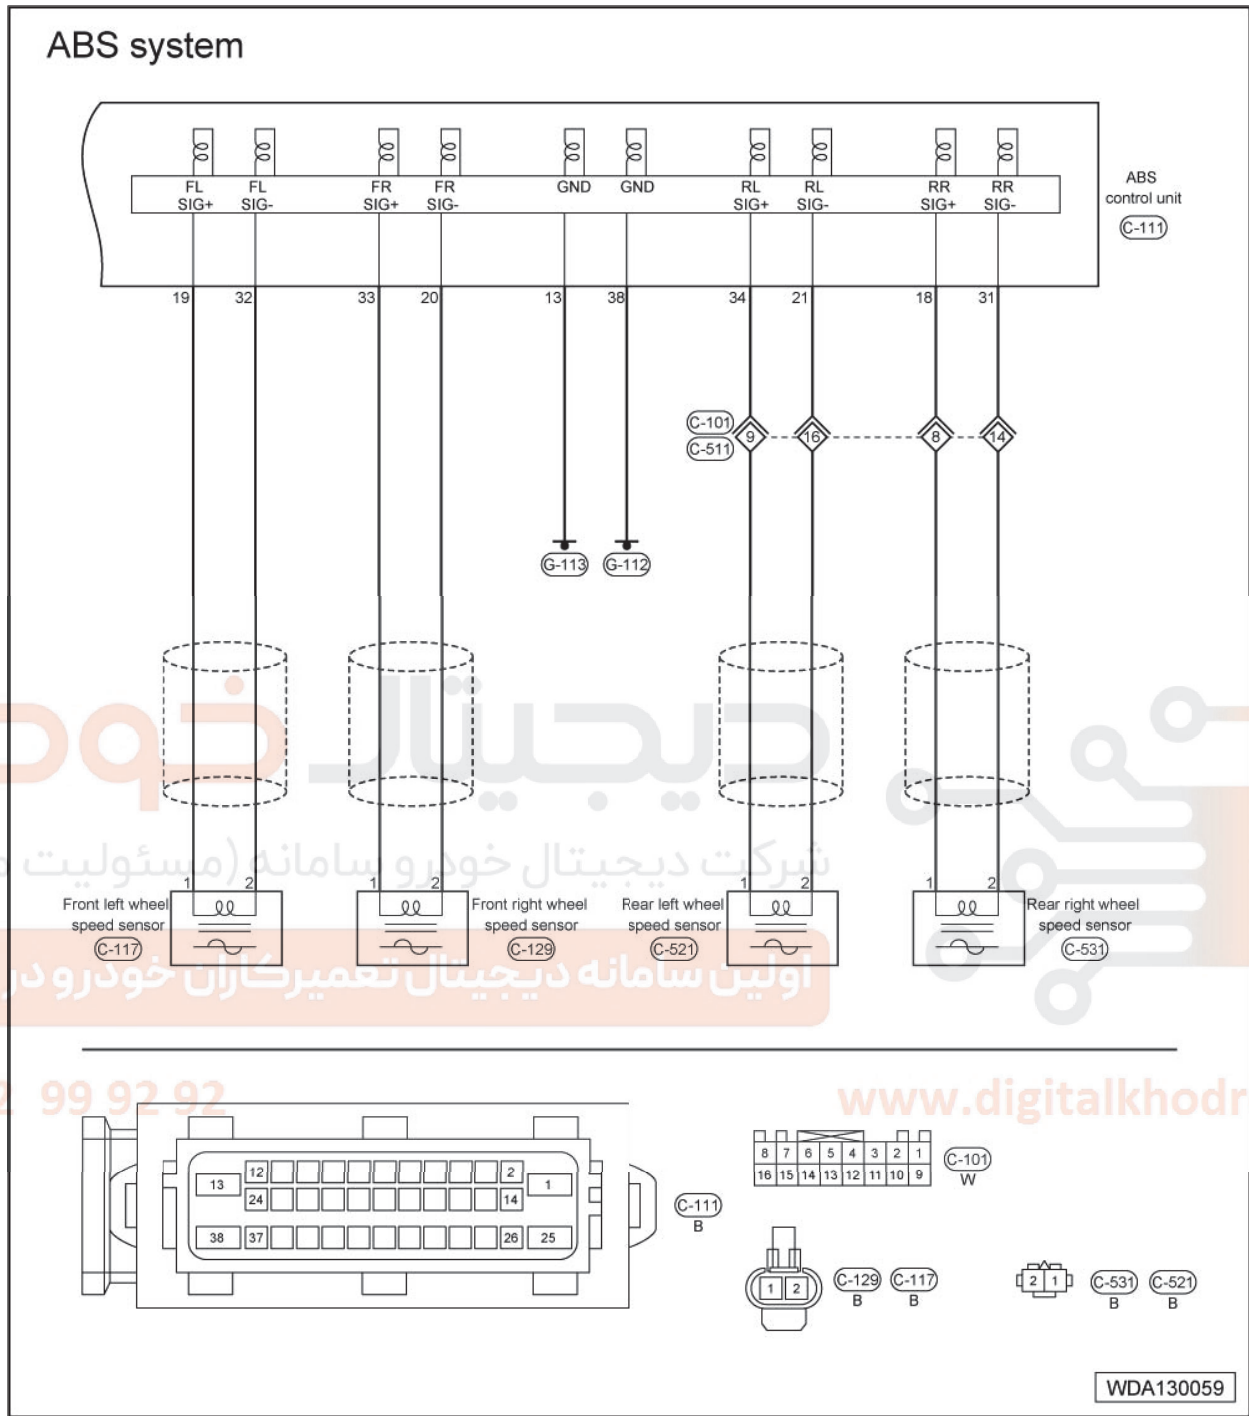 ABS system
FL SIG+
FL SIG-
FR SIG+
FR SIG-
GND
GND
RL SIG+
RL SIG-
RR SIG+
RR SIG-
ABS
control unit
C-111
19 32 33 20 13 38 34 21 18 31
C-101
C-511
9 16 8 14
G-113 G-112
دیجیتال خود
شرکت دیجیتال خودرو سامانه (مسئولیت
1 2 1 2 1 2 1 2
Front left wheel
speed sensor
C-117
Front right wheel
speed sensor
C-129
Rear left wheel
speed sensor
C-521
Rear right wheel
speed sensor
C-531
اولین سامانه دیجیتال تعمیرکاران خودرو در
2 99 92 92
www.digitalkhodr
13 12 2 1
24 14
38 37 26 25
C-111
B
8 7 6 5 4 3 2 1
16 15 14 13 12 11 10 9
C-101
W
1 2
C-129 C-117
B B
2 1
C-531 C-521
B B
WDA130059